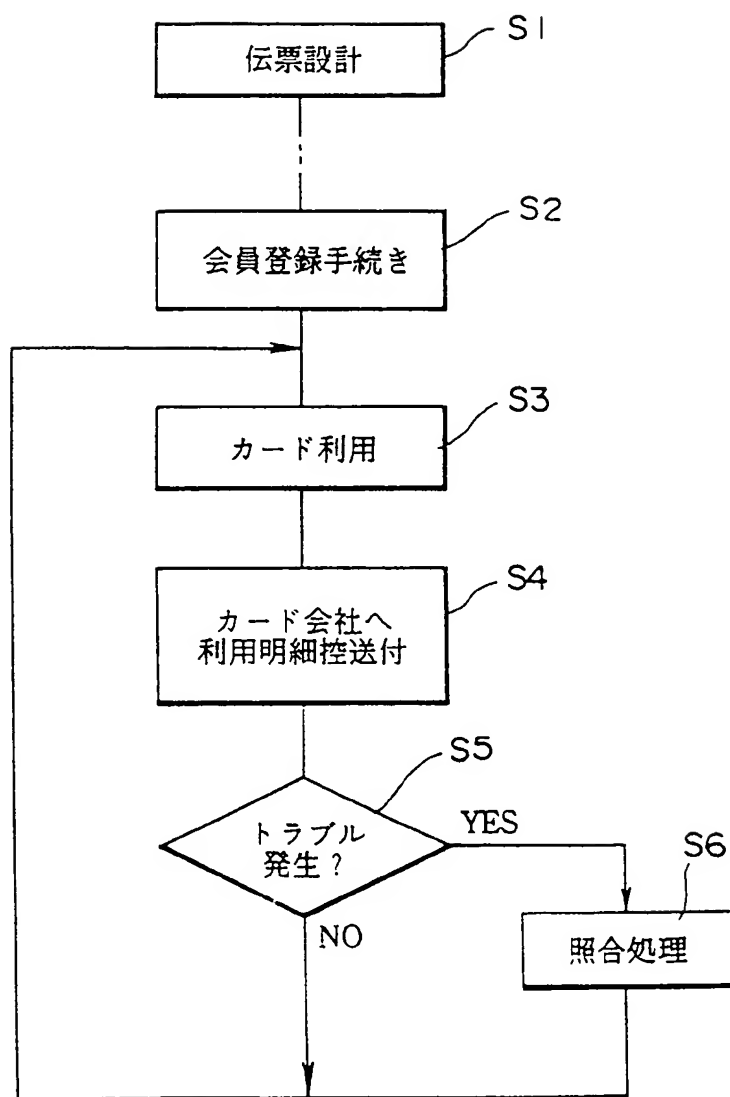 S1
伝票設計
S2
会員登録手続き
S3
カード利用
S4
カード会社へ
利用明細控送付
S5
トラブル
発生?
YES
S6
照合処理
NO